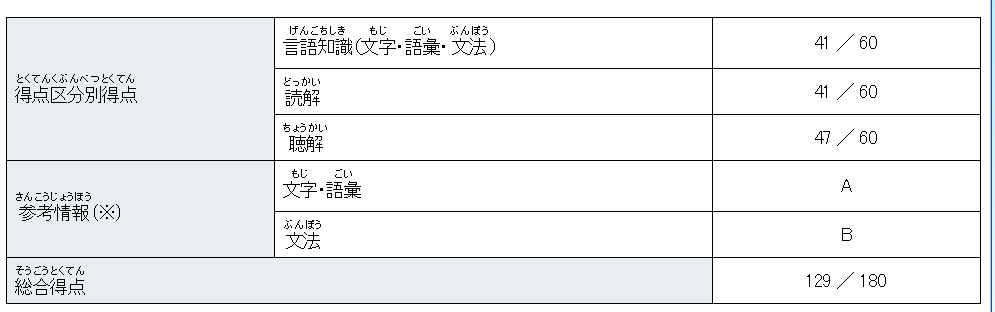 げんごちしき もじ ごい ぶんぽう
言語知識(文字・語彙・文法)
41 ／ 60
とくてんくぶんべつとくてん
得点区分別得点
どっかい
読解
41 ／ 60
ちょうかい
聴解
47 ／ 60
さんこうじょうほう
参考情報(※)
もじ ごい
文字・語彙
A
ぶんぽう
文法
B
そうごうとくてん
総合得点
129 ／ 180